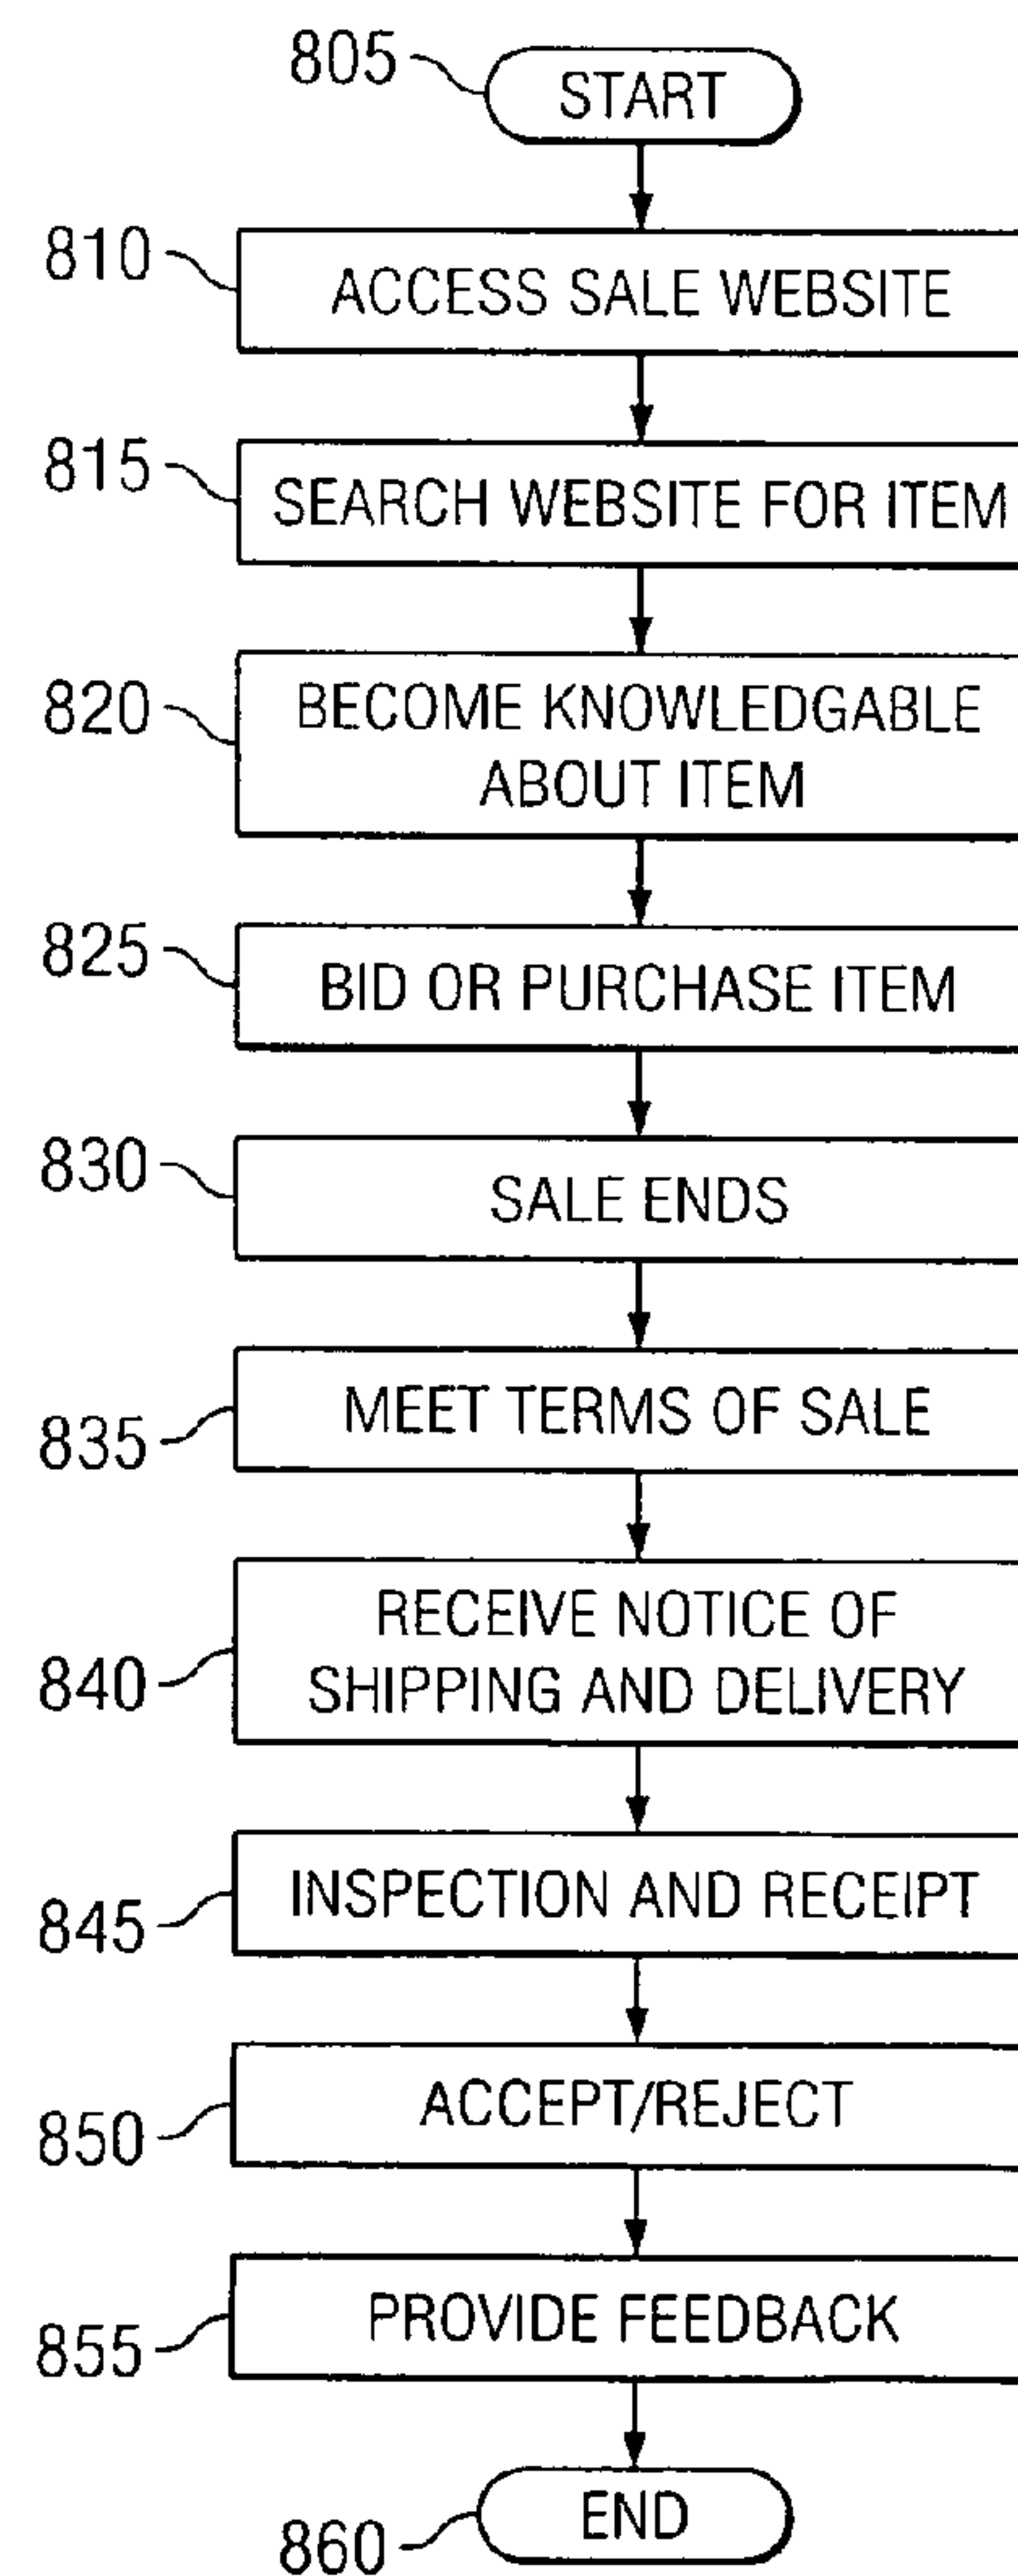 805
START
810
ACCESS SALE WEBSITE
815
SEARCH WEBSITE FOR ITEM
820
BECOME KNOWLEDGABLE
ABOUT ITEM
825
BID OR PURCHASE ITEM
830
SALE ENDS
835
MEET TERMS OF SALE
840
RECEIVE NOTICE OF
SHIPPING AND DELIVERY
845
INSPECTION AND RECEIPT
850
ACCEPT/REJECT
855
PROVIDE FEEDBACK
860
END